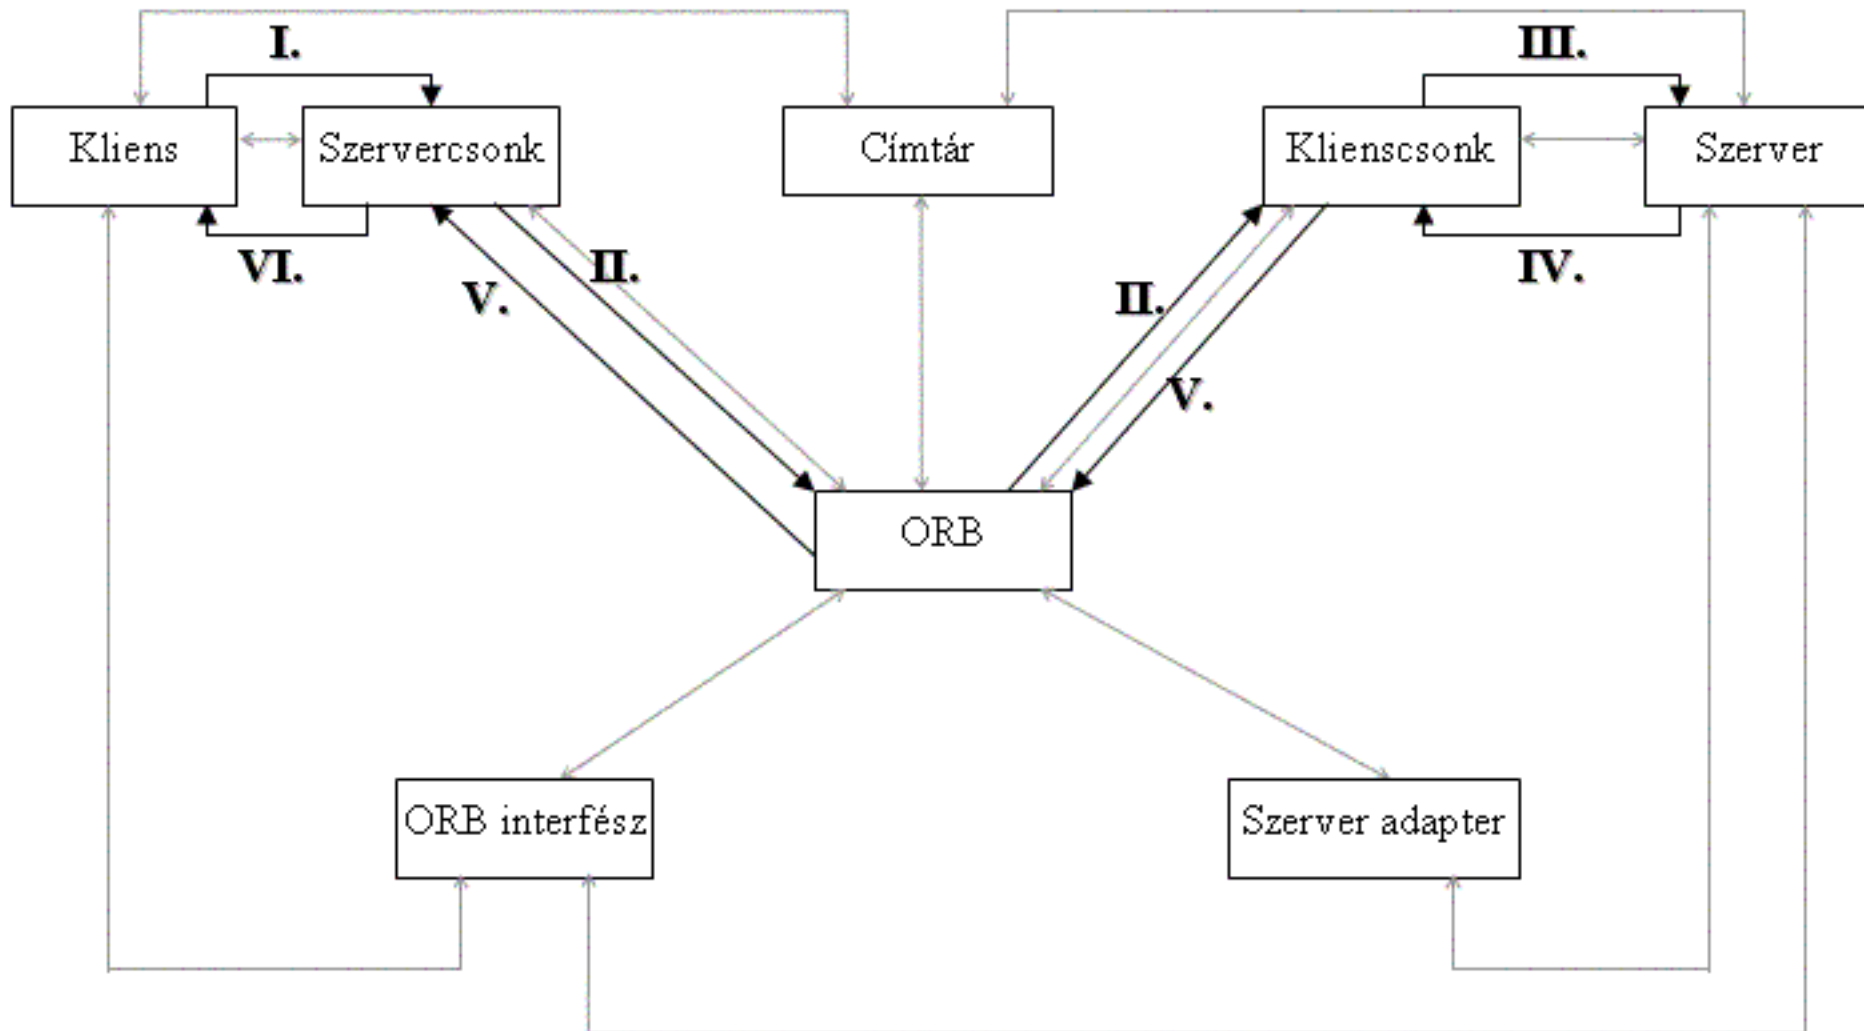 I.
III.
Kliens
Szervercsonk
Címtár
Klienscsonk
Szerver
VI.
II.
V.
II.
IV.
V.
ORB
ORB interfész
Szerver adapter